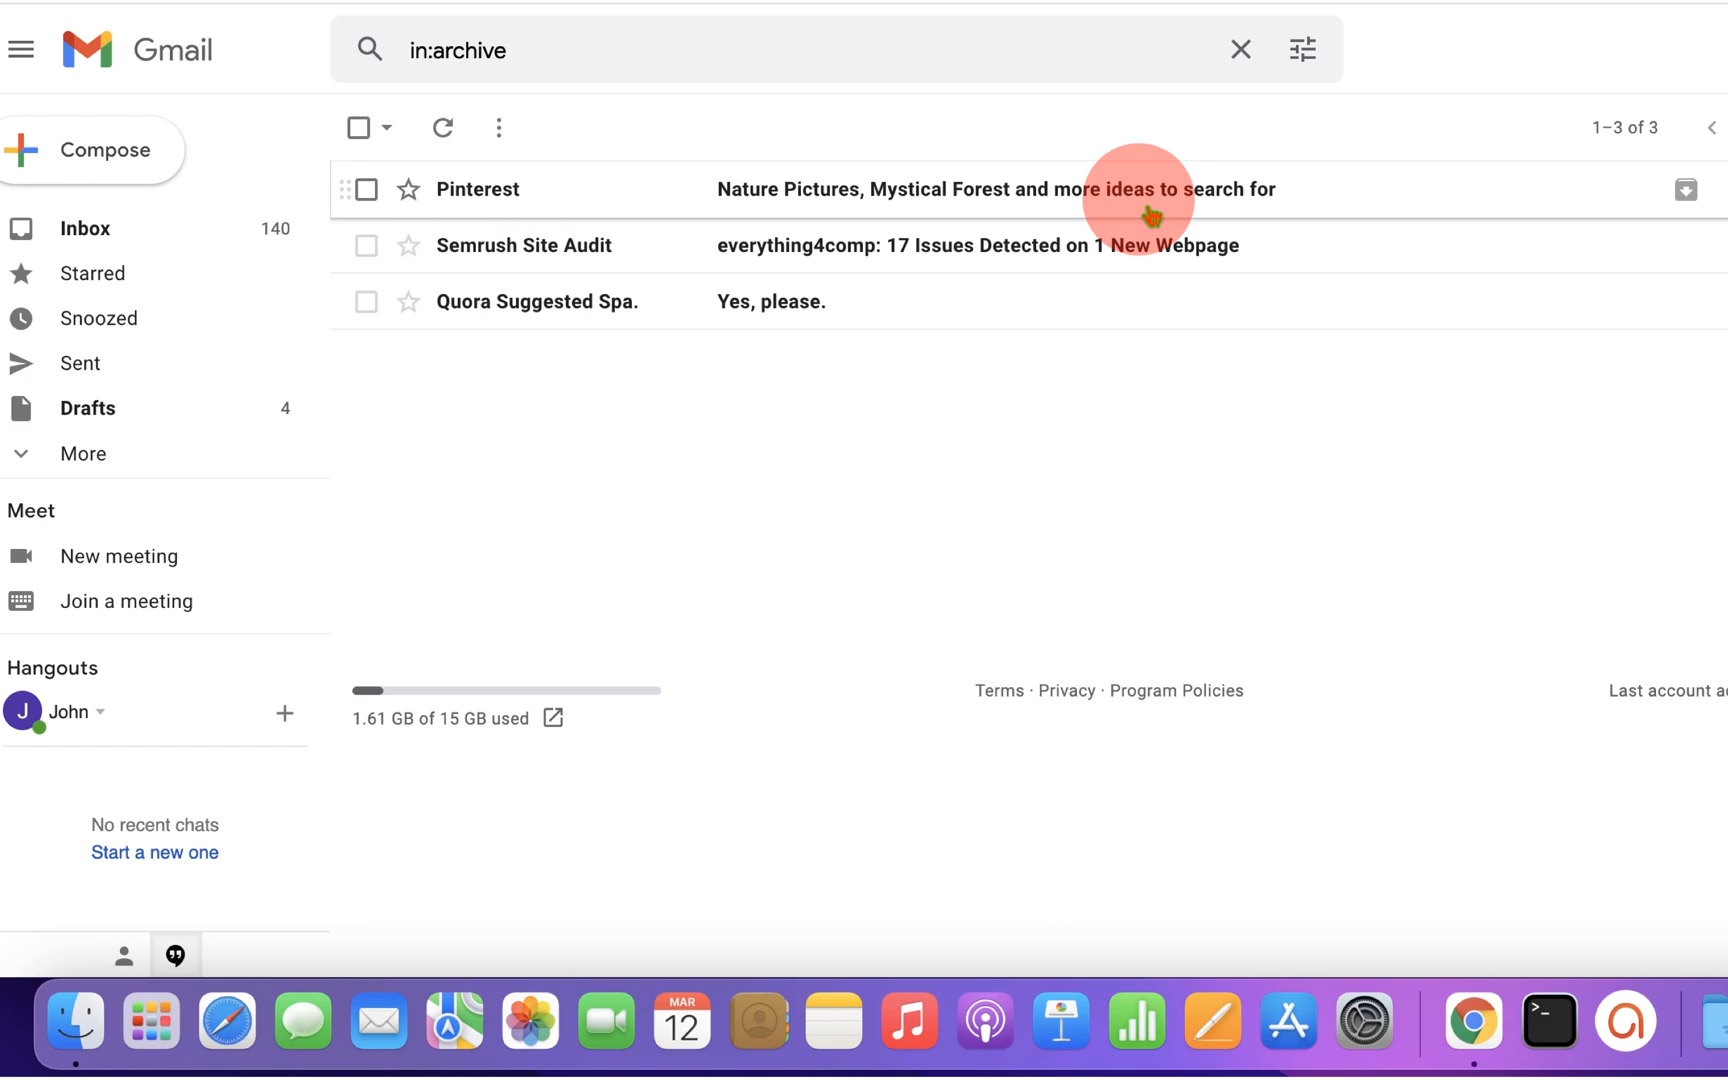 Gmail
in:archive
Compose
1–3 of 3
Pinterest Nature Pictures, Mystical Forest and more ideas to search for
Inbox 140
Semrush Site Audit everything4comp: 17 Issues Detected on 1 New Webpage
Starred
Quora Suggested Spa. Yes, please.
Snoozed
Sent
Drafts 4
More
Meet
New meeting
Join a meeting
Hangouts
J John
1.61 GB of 15 GB used
Terms · Privacy · Program Policies
Last account a
No recent chats
Start a new one
MAR
12